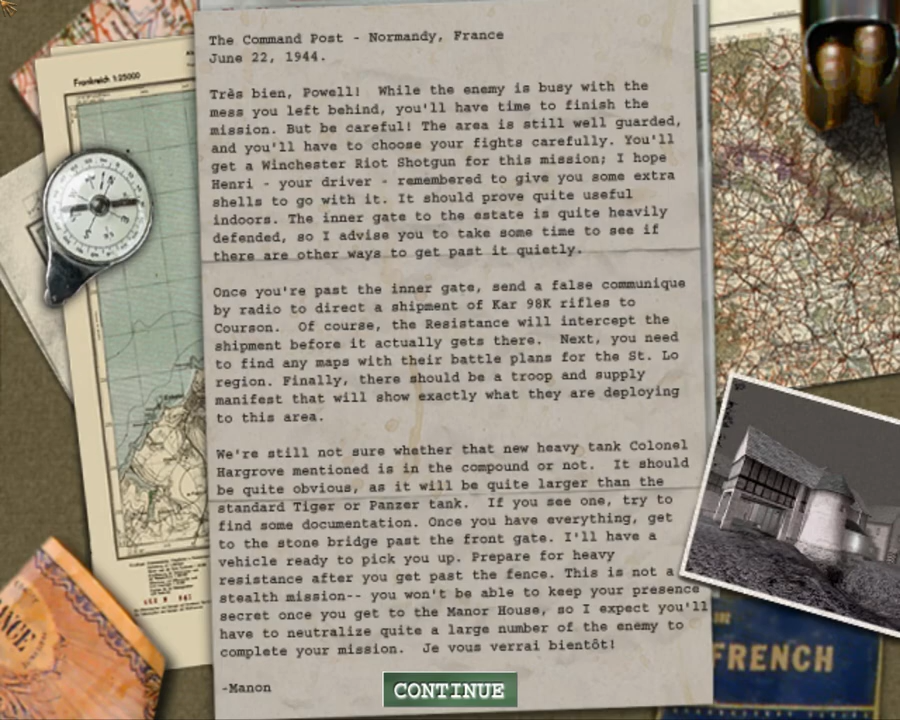 The Command Post - Normandy, France
June 22, 1944.
Très bien, Powell!  While the enemy is busy with the
mess you left behind, you'll have time to finish the
mission. But be careful! The area is still well guarded,
and you'll have to choose your fights carefully. You'll
get a Winchester Riot Shotgun for this mission; I hope
Henri - your driver - remembered to give you some extra
shells to go with it. It should prove quite useful
indoors. The inner gate to the estate is quite heavily
defended, so I advise you to take some time to see if
there are other ways to get past it quietly.
Once you're past the inner gate, send a false communique
by radio to direct a shipment of Kar 98K rifles to
Courson.  Of course, the Resistance will intercept the
shipment before it actually gets there.  Next, you need
to find any maps with their battle plans for the St. Lo
region. Finally, there should be a troop and supply
manifest that will show exactly what they are deploying
to this area.
We're still not sure whether that new heavy tank Colonel
Hargrove mentioned is in the compound or not.  It should
be quite obvious, as it will be quite larger than the
standard Tiger or Panzer tank.  If you see one, try to
find some documentation. Once you have everything, get
to the stone bridge past the front gate. I'll have a
vehicle ready to pick you up. Prepare for heavy
resistance after you get past the fence. This is not a
stealth mission-- you won't be able to keep your presence
secret once you get to the Manor House, so I expect you'll
have to neutralize quite a large number of the enemy to
complete your mission.  Je vous verrai bientôt!
-Manon
CONTINUE
Frankreich 1:25000
FRENCH